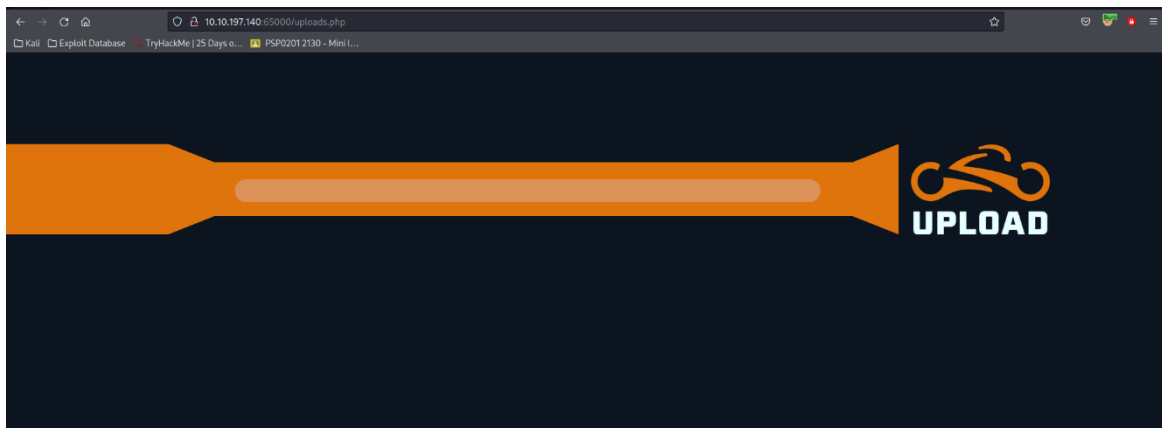 10.10.197.140:65000/uploads.php
Kali Exploit Database TryHackMe | 25 Days o... PSP0201 2130 - Mini I...
UPLOAD